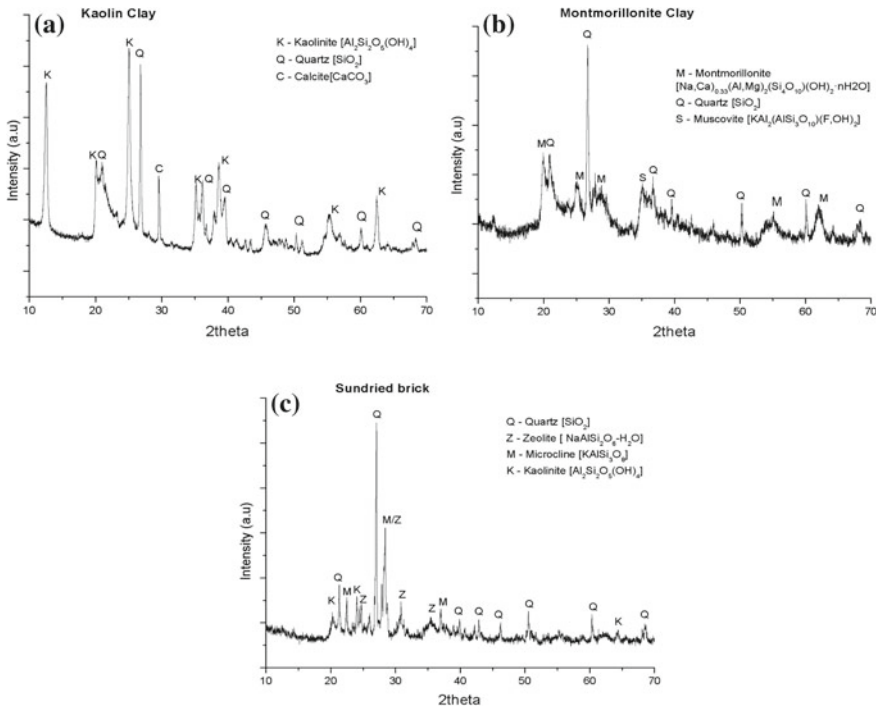 (a)
Kaolin Clay
K - Kaolinite [Al2Si2O5(OH)4]
Q - Quartz [SiO2]
C - Calcite[CaCO3]
K
K
Q
K
Q
C
K
Q
K
Q
Q
Q
K
Q
K
Q
Intensity (a.u)
10 20 30 40 50 60 70
2theta
(b)
Montmorillonite Clay
M - Montmorillonite
[Na,Ca)0.33(Al,Mg)2(Si4O10)(OH)2·nH2O]
Q - Quartz [SiO2]
S - Muscovite [KAl2(AlSi3O10)(F,OH)2]
M
Q
M
Q
M
S
Q
Q
Q
M
Q
M
Q
Intensity (a.u)
10 20 30 40 50 60 70
2theta
Sundried brick
(c)
Q - Quartz [SiO2]
Z - Zeolite [ NaAlSi2O6-H2O]
M - Microcline [KAlSi3O8]
K - Kaolinite [Al2Si2O5(OH)4]
K
Q
M
K
Z
Q
M/Z
Z
Z
M
Q
Q
Q
Q
Q
K
Q
Intensity (a.u)
10 20 30 40 50 60 70
2theta